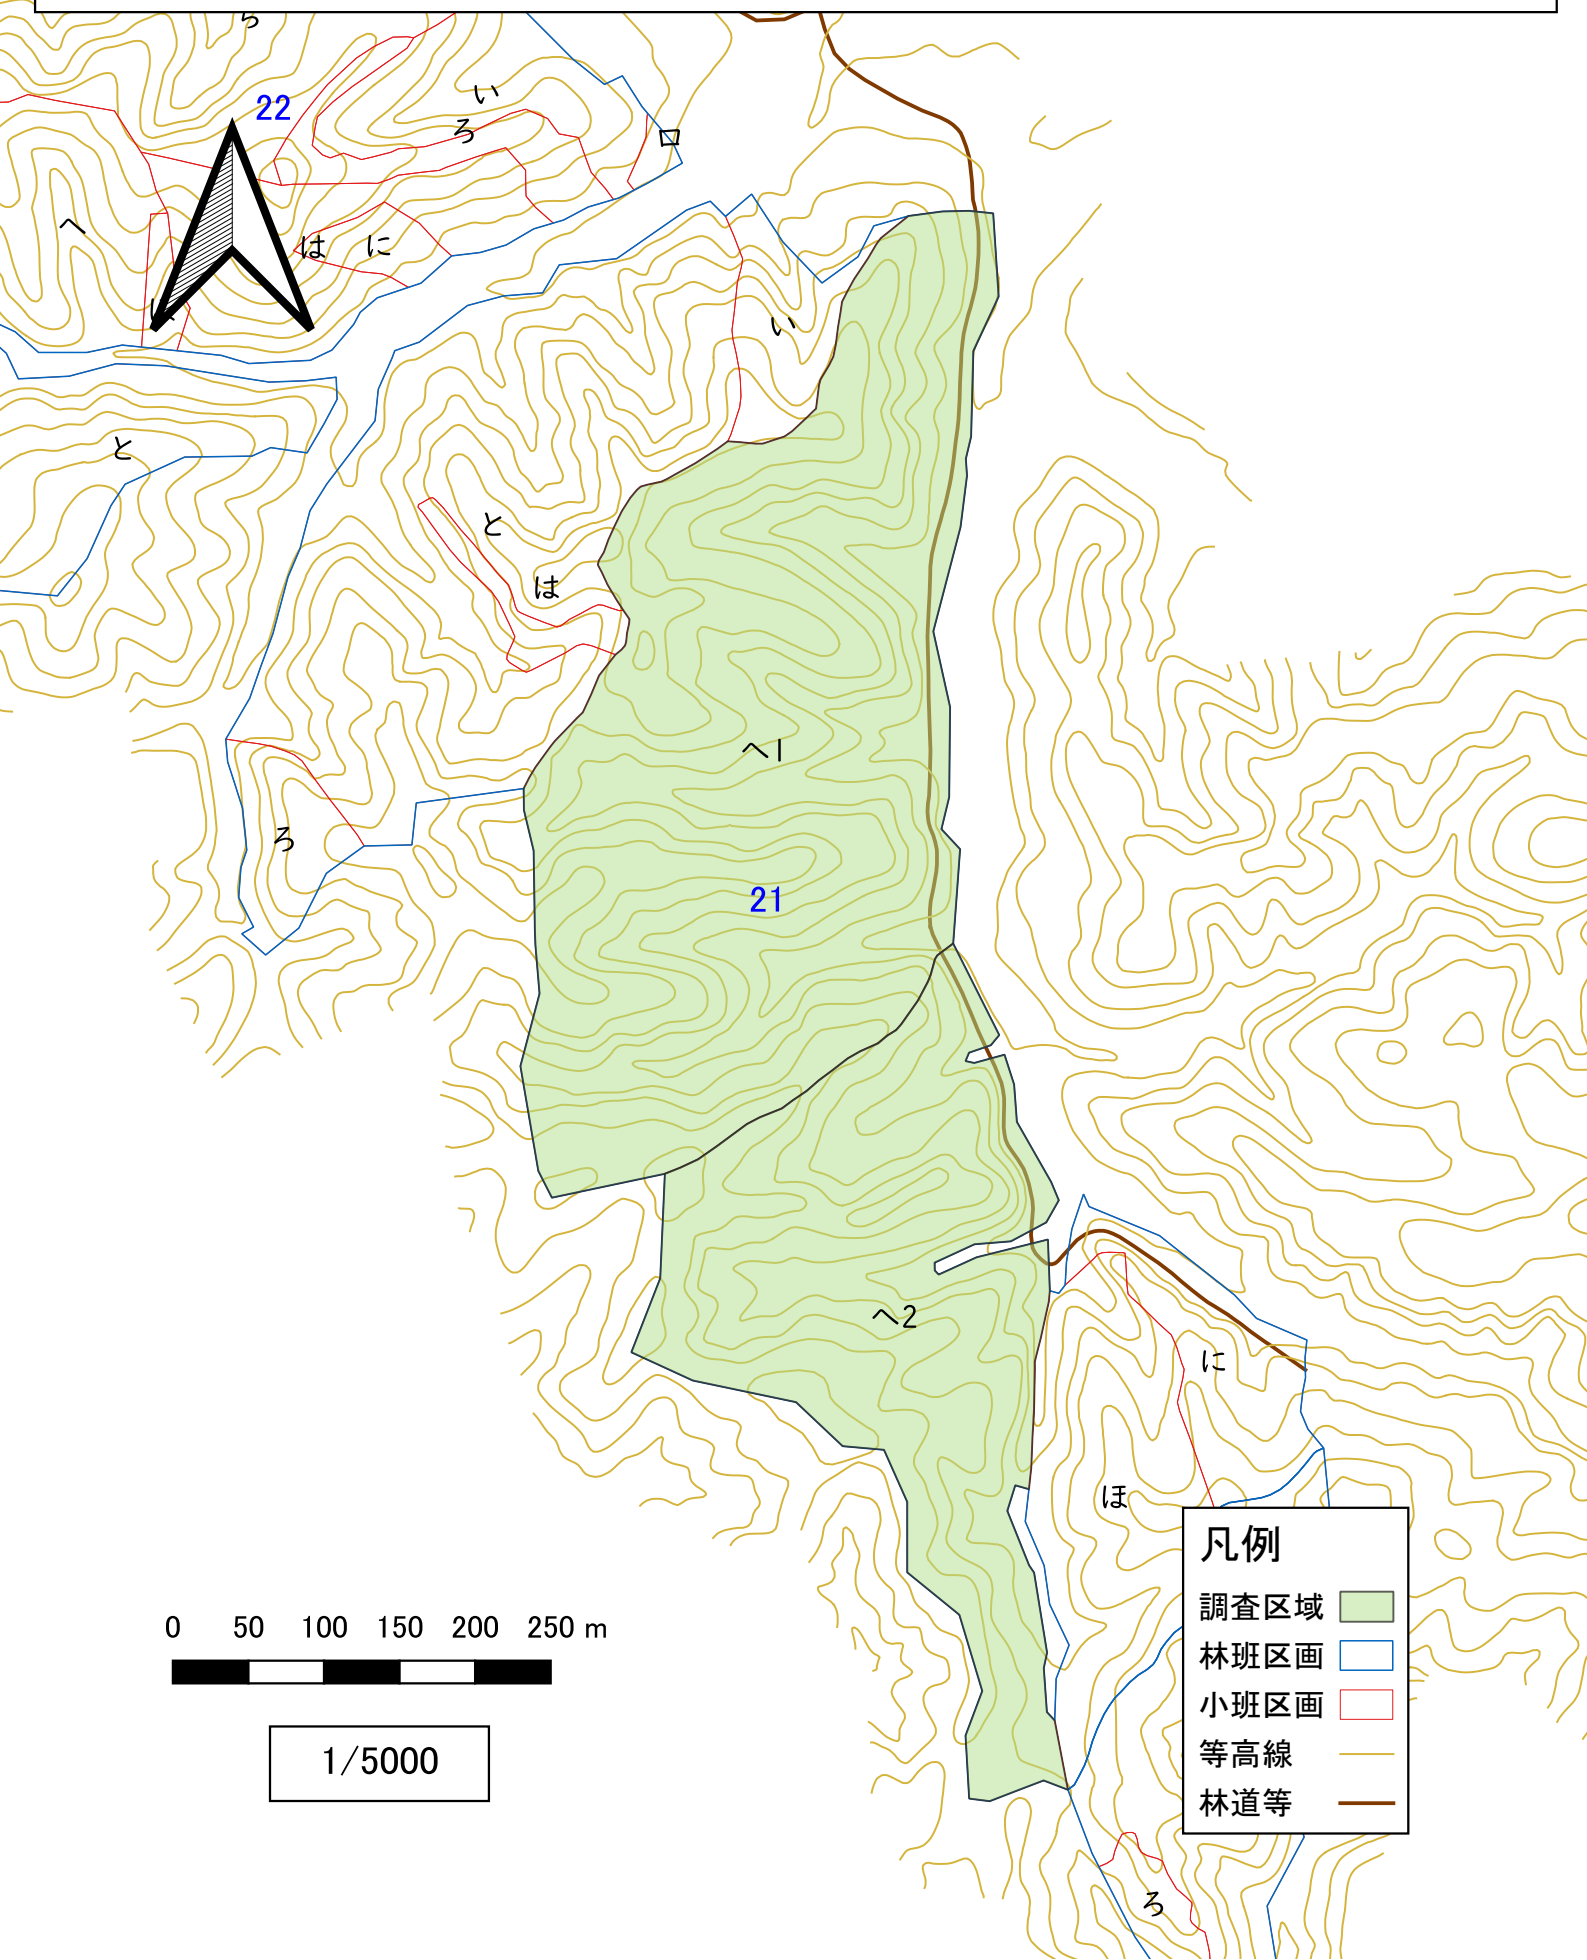 ろ
22
い
ろ
へ
は
に
い
と
と
は
へ1
ろ
21
へ2
に
ほ
凡例
調査区域
林班区画
小班区画
等高線
林道等
0 50 100 150 200 250 m
1/5000
ろ